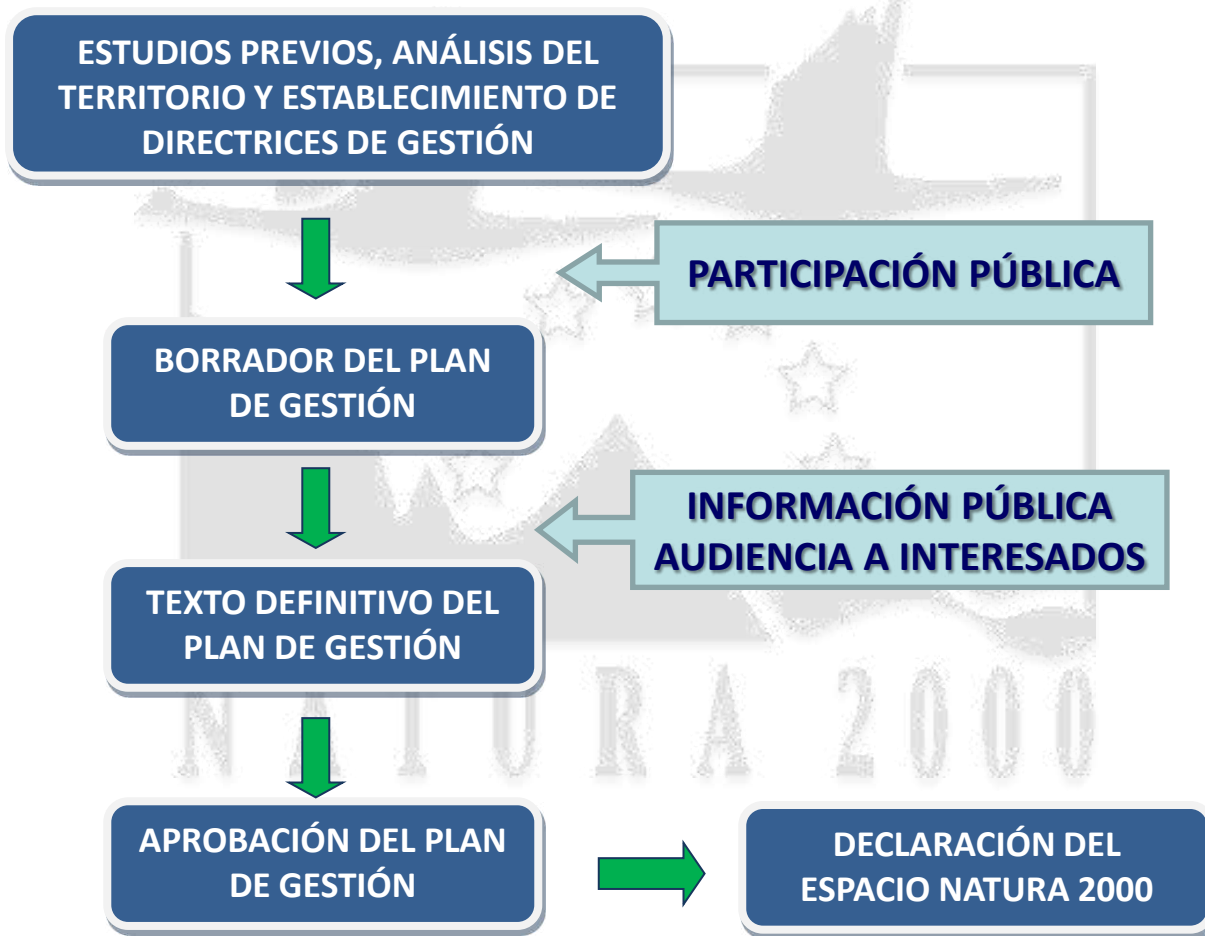 ESTUDIOS PREVIOS, ANÁLISIS DEL
TERRITORIO Y ESTABLECIMIENTO DE
DIRECTRICES DE GESTIÓN
PARTICIPACIÓN PÚBLICA
BORRADOR DEL PLAN
DE GESTIÓN
INFORMACIÓN PÚBLICA
AUDIENCIA A INTERESADOS
TEXTO DEFINITIVO DEL
PLAN DE GESTIÓN
NATURA 2000
APROBACIÓN DEL PLAN
DE GESTIÓN
DECLARACIÓN DEL
ESPACIO NATURA 2000